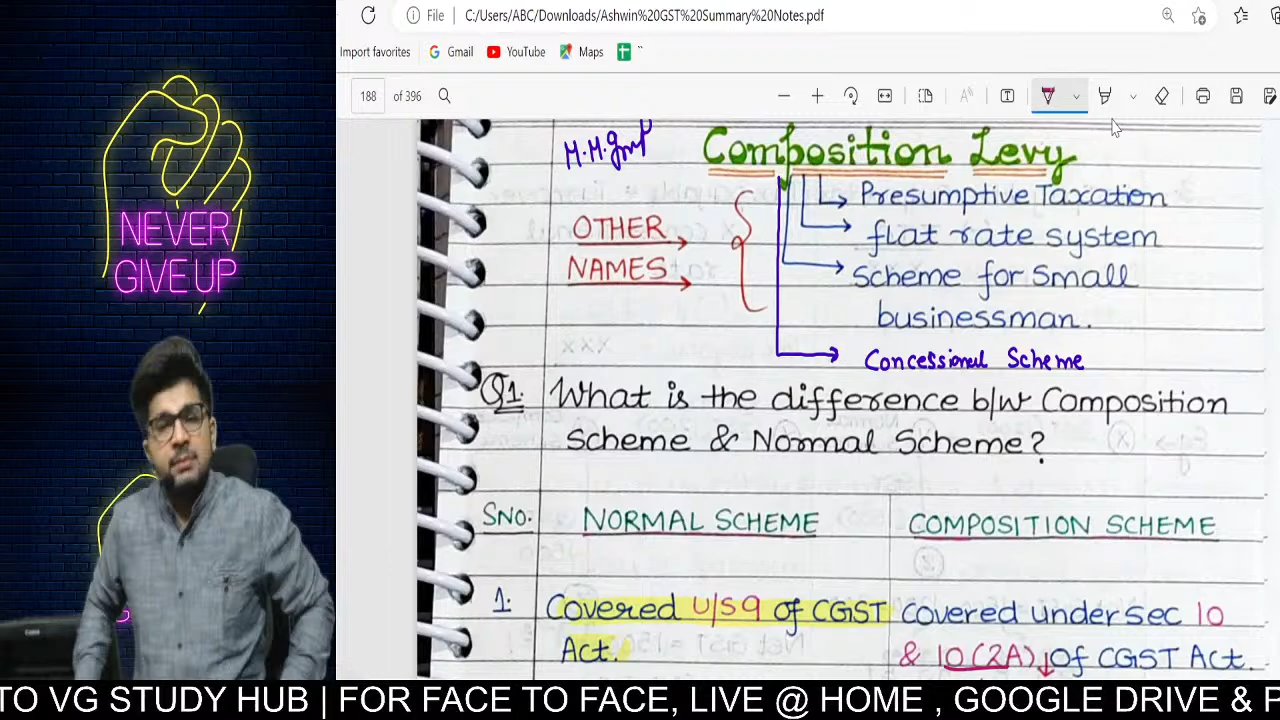 File
C:/Users/ABC/Downloads/Ashwin%20GST%20Summary%20Notes.pdf
Import favorites
Gmail
YouTube
Maps
188 of 396
NEVER
GIVE UP
M.M.Imp
Composition Levy
Presumptive Taxation
OTHER
flat rate system
NAMES
Scheme for Small
businessman.
xxx
Concessional Scheme
Q1. What is the difference b/w Composition
Scheme & Normal Scheme?
SNO. NORMAL SCHEME COMPOSITION SCHEME
1. Covered U/S 9 of CGST Covered under Sec 10
Act. & 10(2A) of CGST Act.
TO VG STUDY HUB | FOR FACE TO FACE, LIVE @ HOME , GOOGLE DRIVE & P